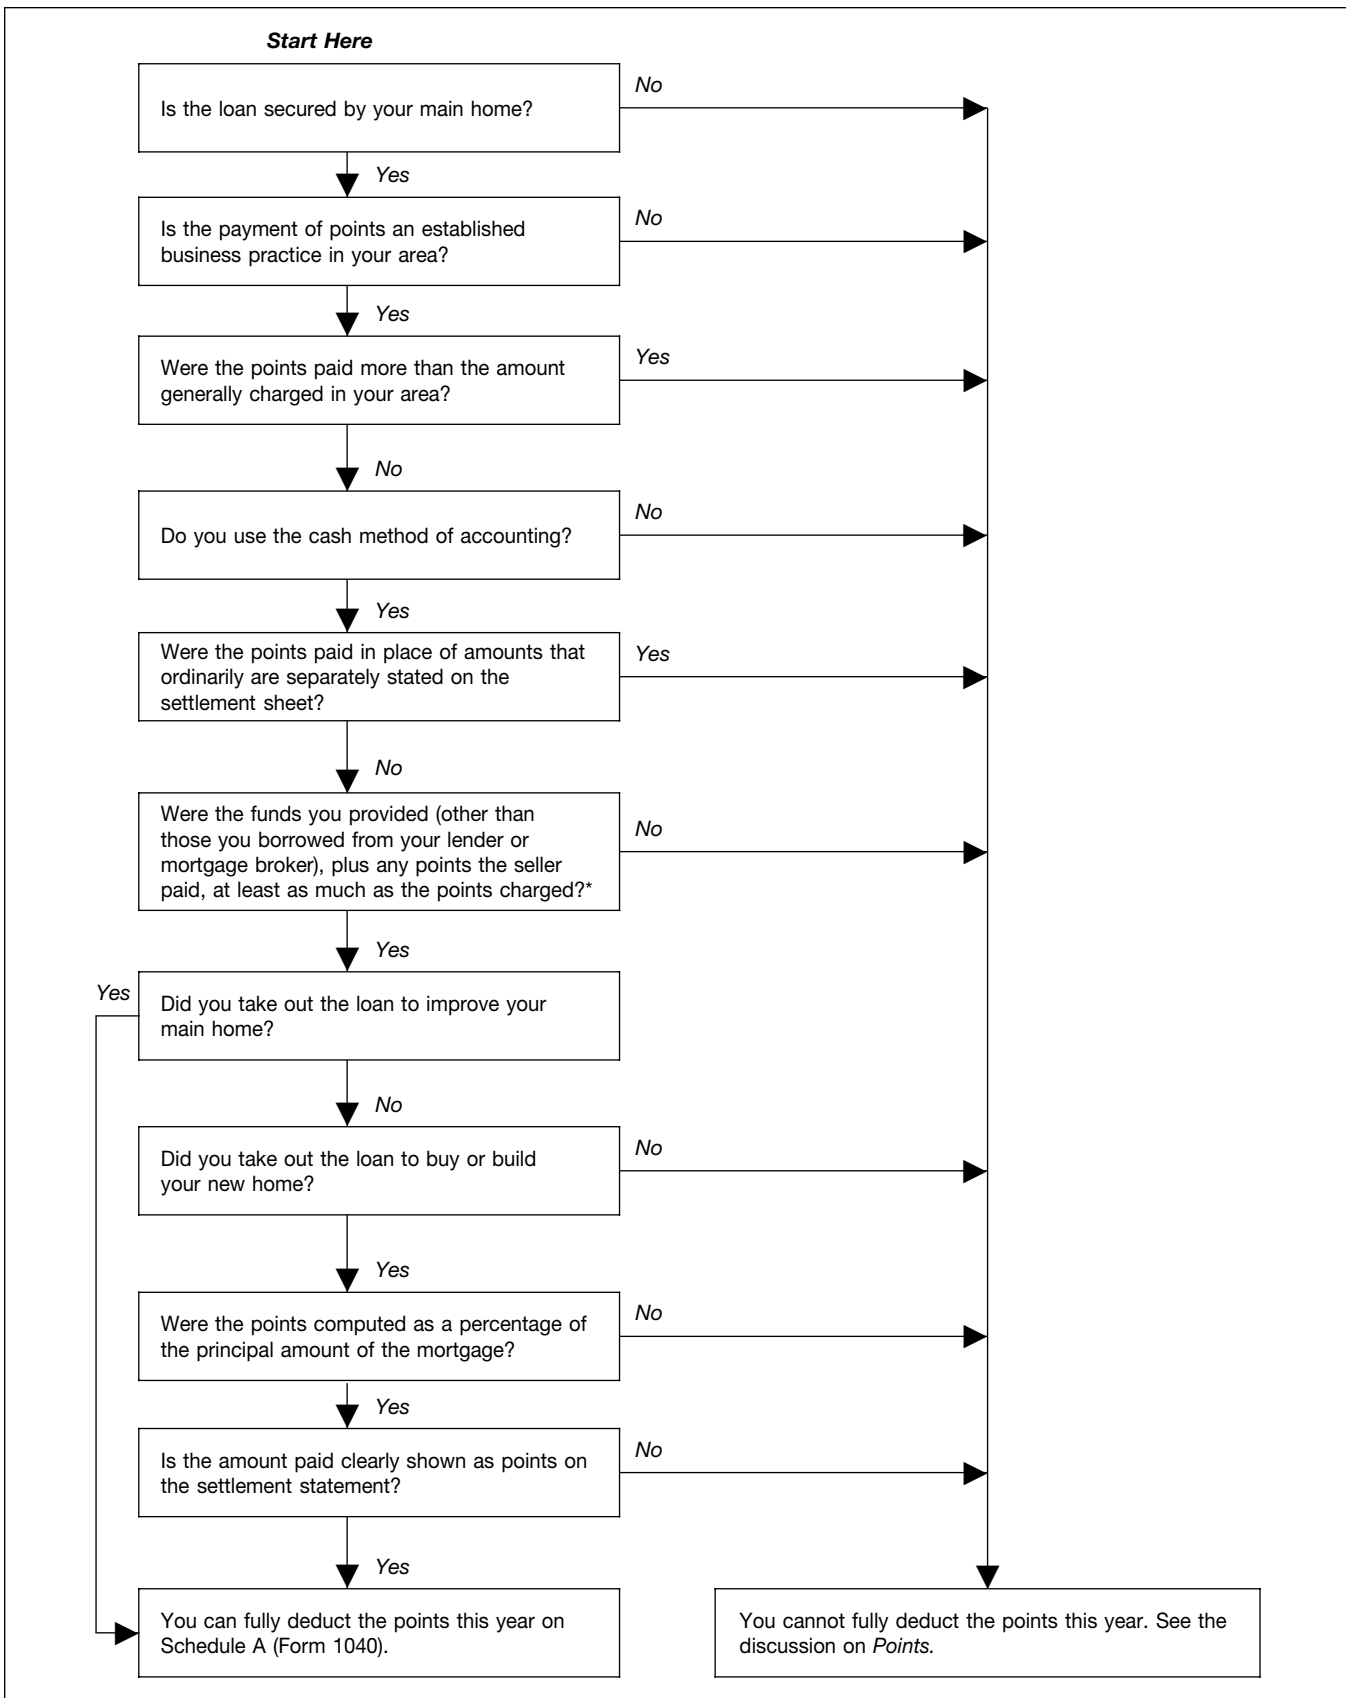 Start Here
Is the loan secured by your main home?
No
Yes
Is the payment of points an established
business practice in your area?
No
Yes
Were the points paid more than the amount
generally charged in your area?
Yes
No
Do you use the cash method of accounting?
No
Yes
Were the points paid in place of amounts that
ordinarily are separately stated on the
settlement sheet?
Yes
No
Were the funds you provided (other than
those you borrowed from your lender or
mortgage broker), plus any points the seller
paid, at least as much as the points charged?*
No
Yes
Did you take out the loan to improve your
main home?
Yes
No
Did you take out the loan to buy or build
your new home?
No
Yes
Were the points computed as a percentage of
the principal amount of the mortgage?
No
Yes
Is the amount paid clearly shown as points on
the settlement statement?
No
Yes
You can fully deduct the points this year on
Schedule A (Form 1040).
You cannot fully deduct the points this year. See the
discussion on Points.